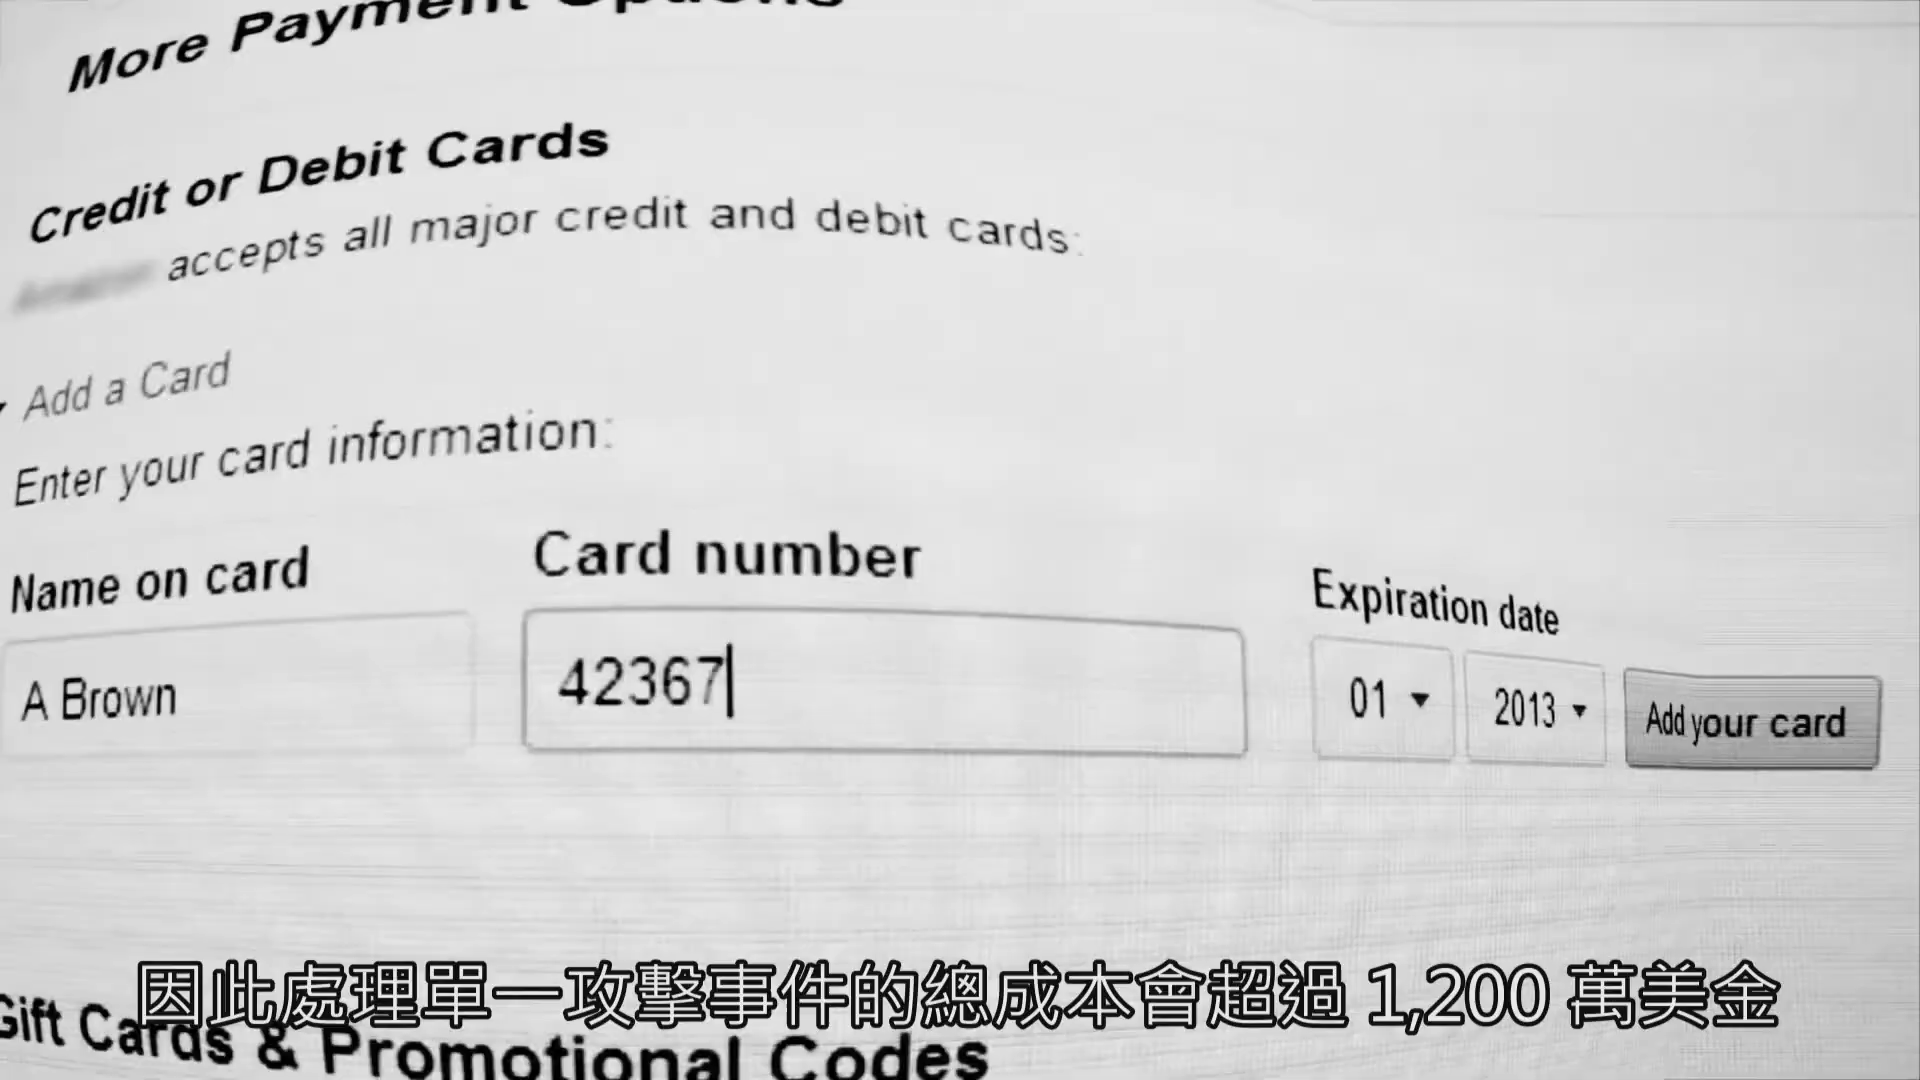 More Payment Options
Credit or Debit Cards
accepts all major credit and debit cards:
Add a Card
Enter your card information:
Name on card
Card number
Expiration date
A Brown
42367
01
2013
Add your card
因此處理單一攻擊事件的總成本會超過 1,200 萬美金
Gift Cards & Promotional Codes